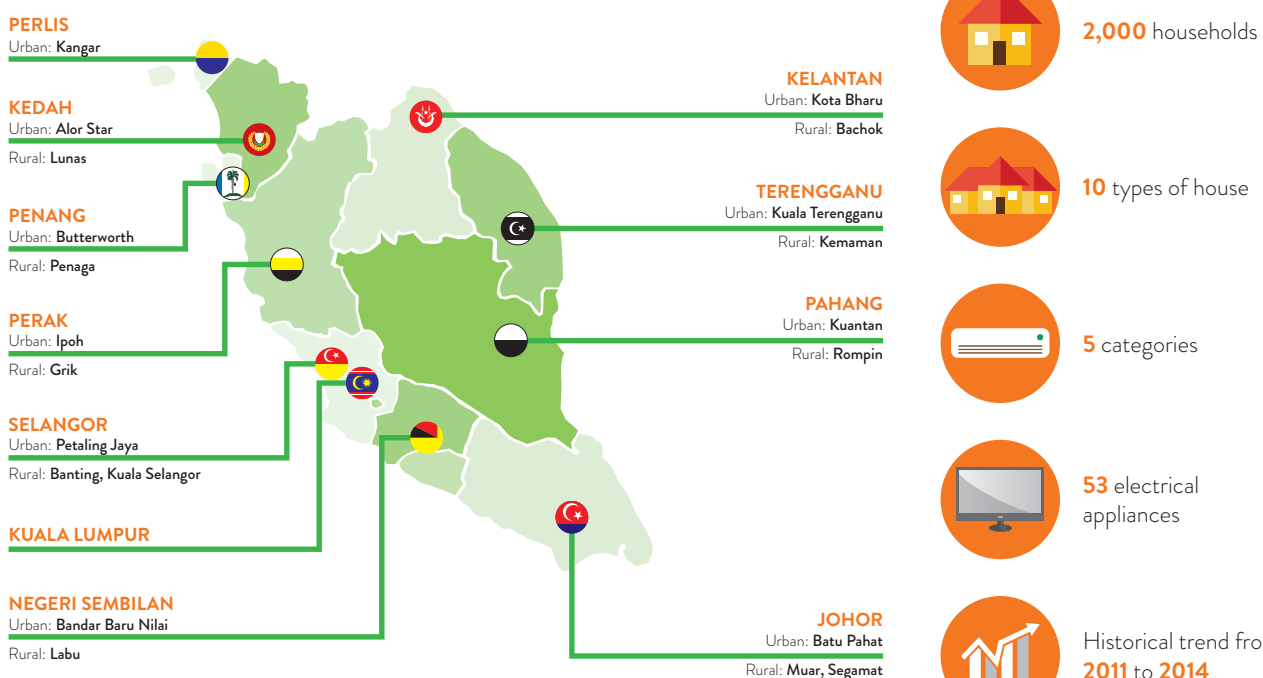 PERLIS
Urban: Kangar
KEDAH
Urban: Alor Star
Rural: Lunas
PENANG
Urban: Butterworth
Rural: Penaga
PERAK
Urban: Ipoh
Rural: Grik
SELANGOR
Urban: Petaling Jaya
Rural: Banting, Kuala Selangor
KUALA LUMPUR
NEGERI SEMBILAN
Urban: Bandar Baru Nilai
Rural: Labu
KELANTAN
Urban: Kota Bharu
Rural: Bachok
TERENGGANU
Urban: Kuala Terengganu
Rural: Kemaman
PAHANG
Urban: Kuantan
Rural: Rompin
JOHOR
Urban: Batu Pahat
Rural: Muar, Segamat
2,000 households
10 types of house
5 categories
53 electrical
appliances
Historical trend fro
2011 to 2014